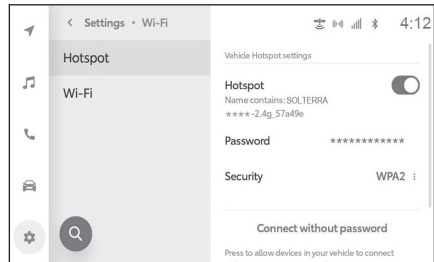 < Settings • Wi-Fi
4:12
Hotspot
Wi-Fi
Vehicle Hotspot settings
Hotspot
Name contains: SOLTERRA
****-2.4g_57a49e
Password ************
Security WPA2
Connect without password
Press to allow devices in your vehicle to connect